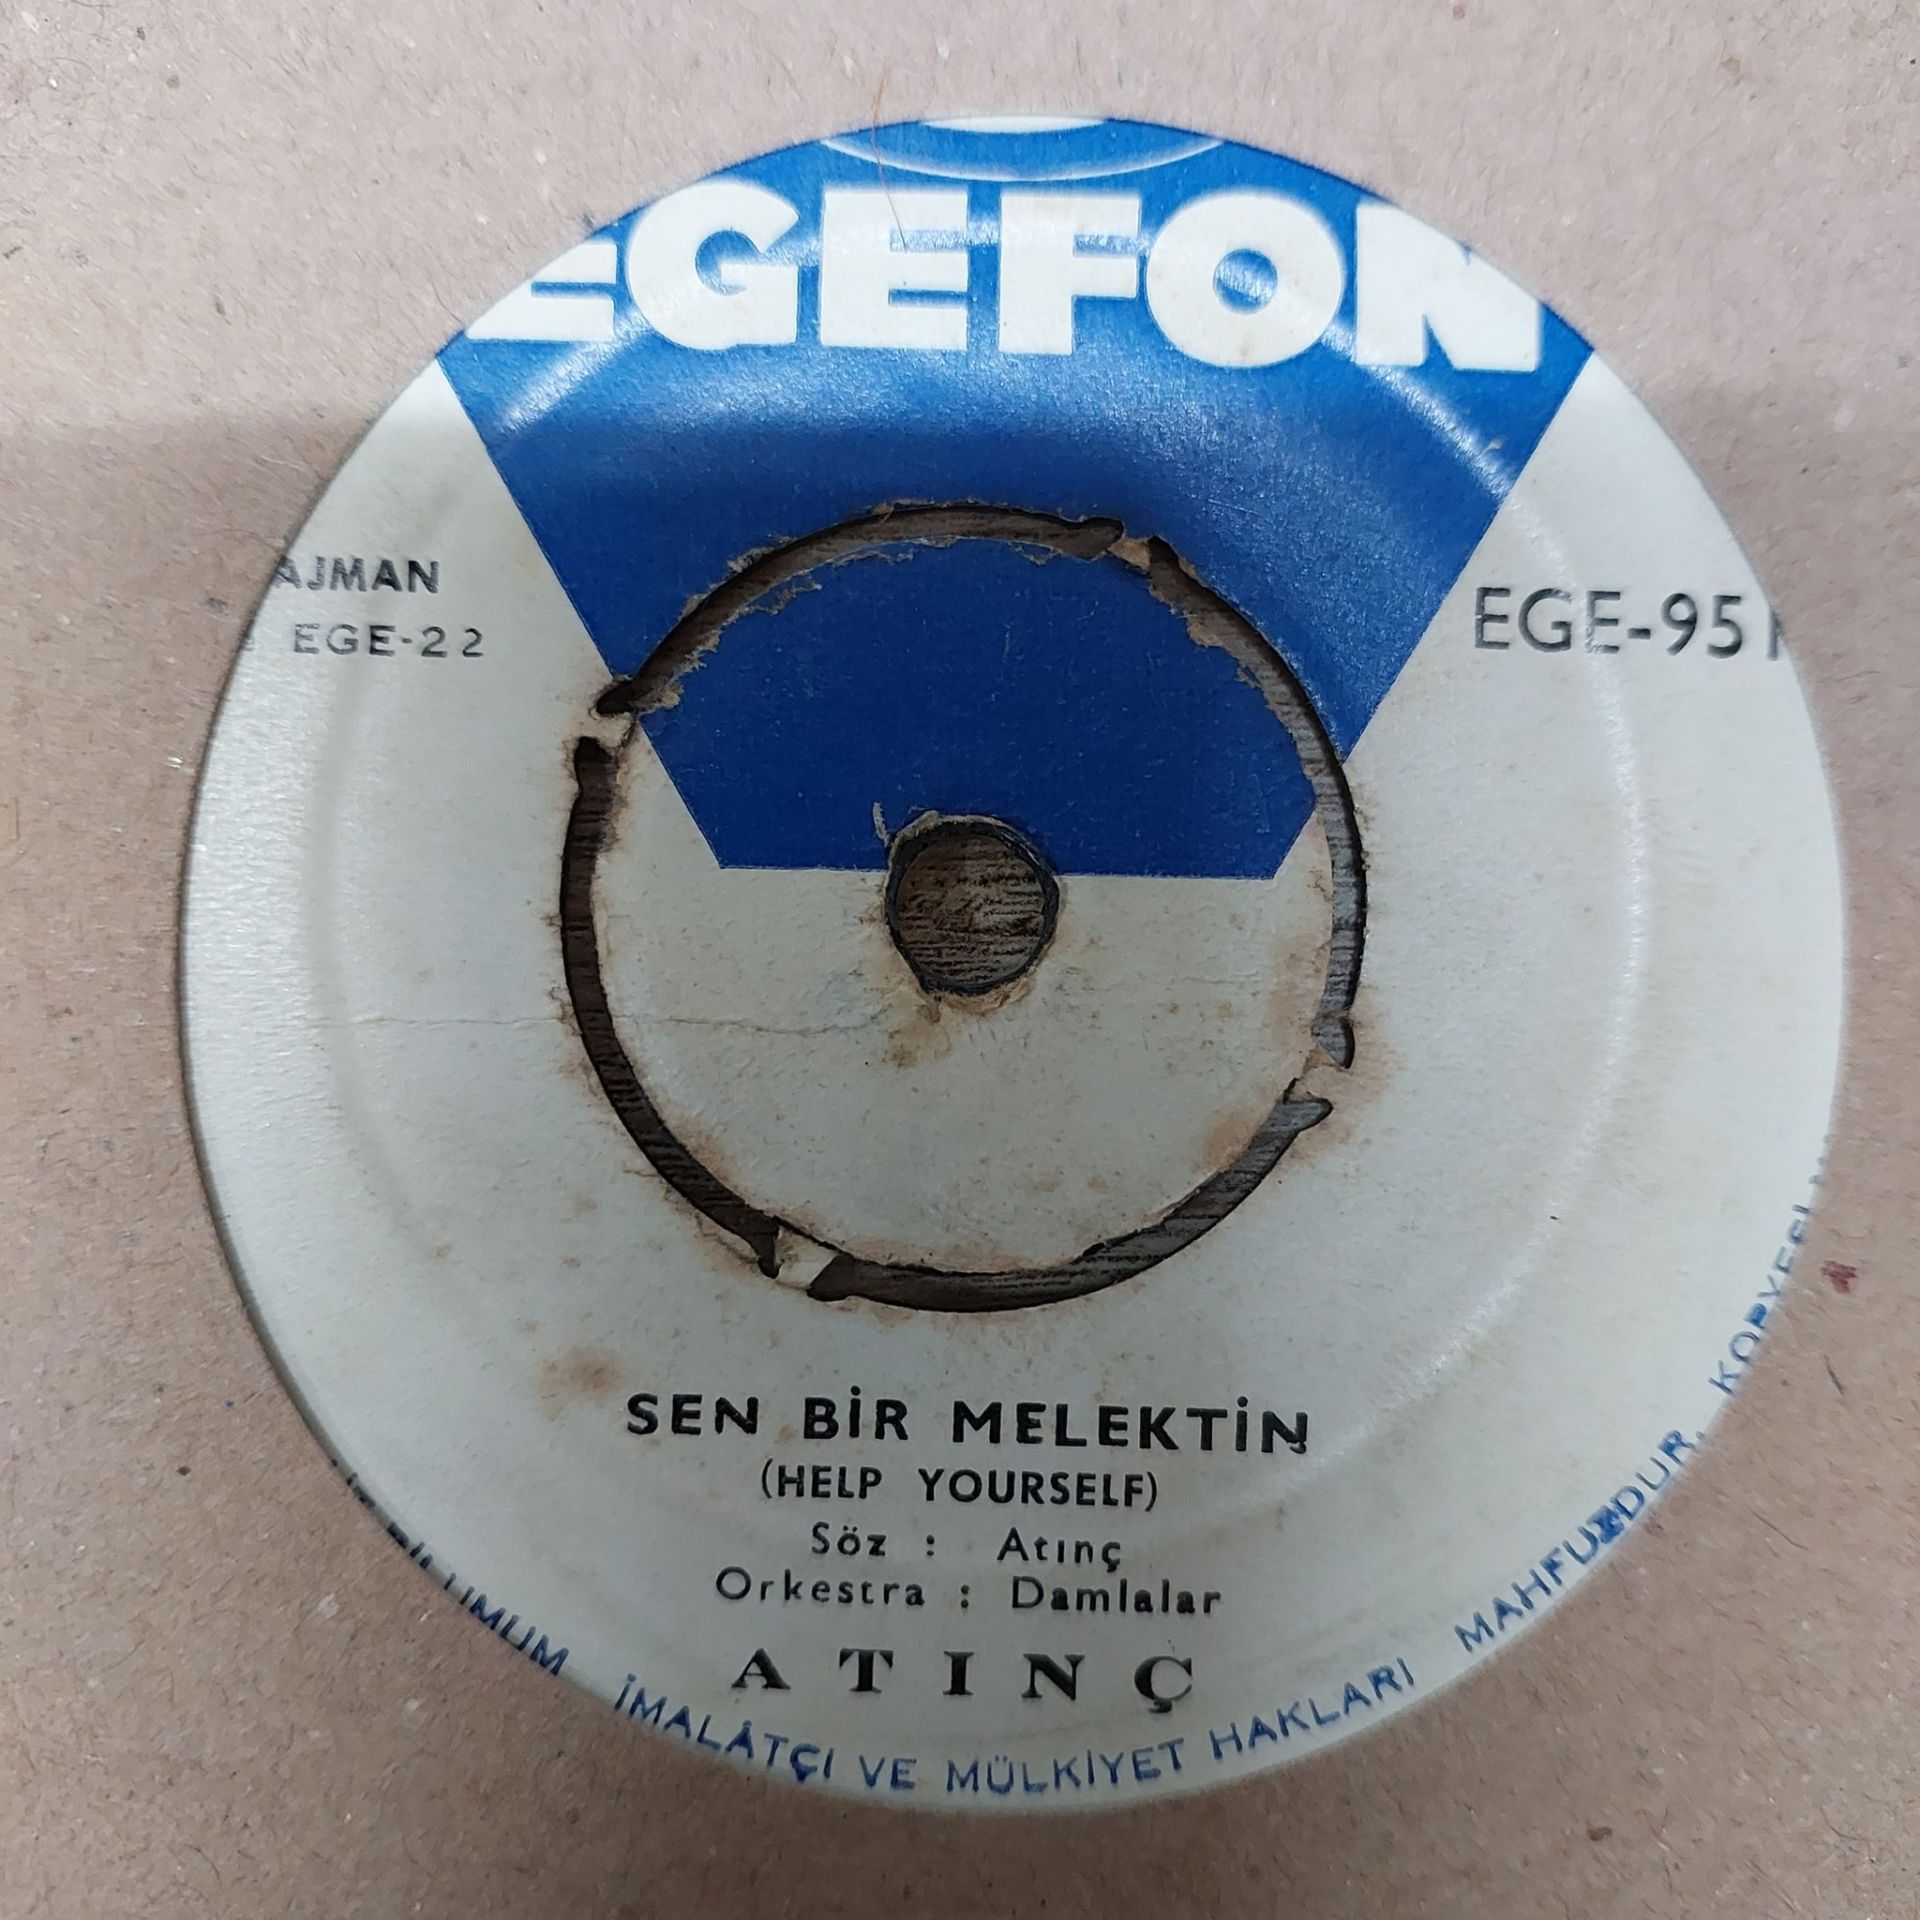 EGEFON
EGE-22
EGE-95
SEN BİR MELEKTİN
(HELP YOURSELF)
Söz : Atınç
Orkestra : Damlalar
ATINÇ
İMALÂTÇI VE MÜLKİYET HAKLARI MAHFUZDUR.